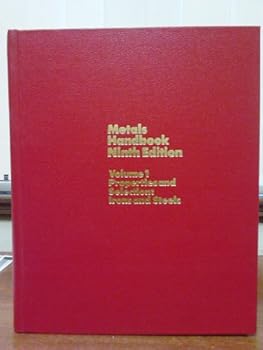 Metals
Handbook
Ninth Edition
Volume 1
Properties and
Selection:
Irons and Steels